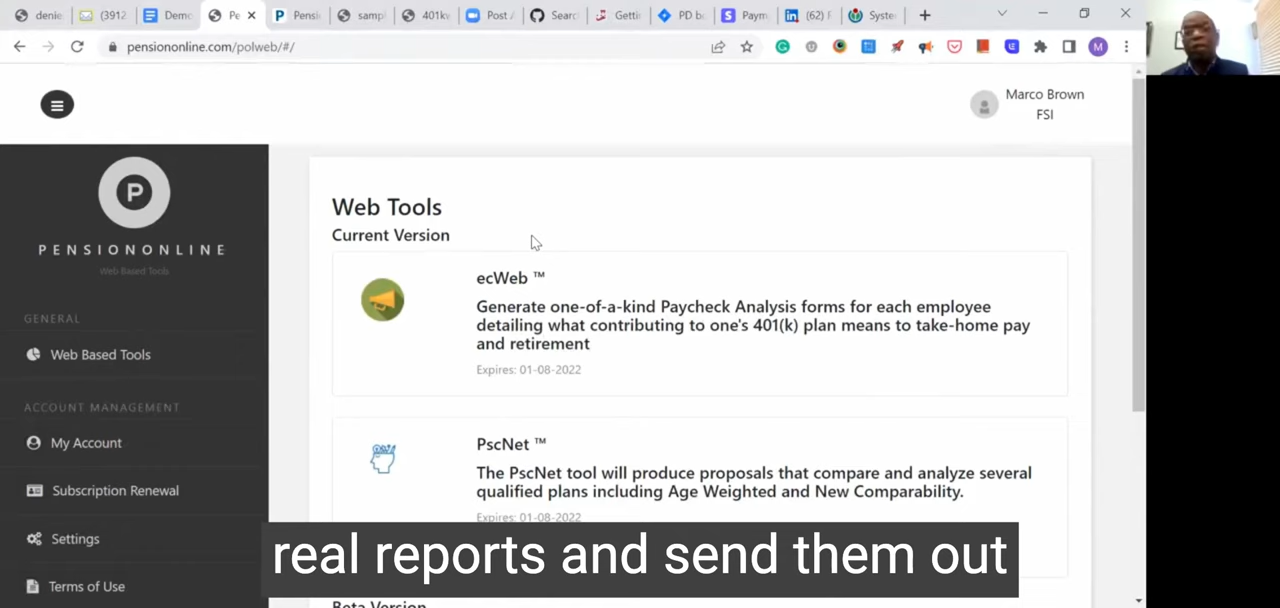 denie
(3912
Demo
Pe
Pensi
samp
401kv
Post /
Searc
Getti
PD b
Paym
(62) F
Syste
pensiononline.com/polweb/#/
M
Marco Brown
FSI
P
PENSIONONLINE
Web Based Tools
GENERAL
Web Based Tools
ACCOUNT MANAGEMENT
My Account
Subscription Renewal
Settings
Terms of Use
Web Tools
Current Version
ecWeb ™
Generate one-of-a-kind Paycheck Analysis forms for each employee
detailing what contributing to one's 401(k) plan means to take-home pay
and retirement
Expires: 01-08-2022
PscNet ™
The PscNet tool will produce proposals that compare and analyze several
qualified plans including Age Weighted and New Comparability.
Expires: 01-08-2022
real reports and send them out
Beta Version